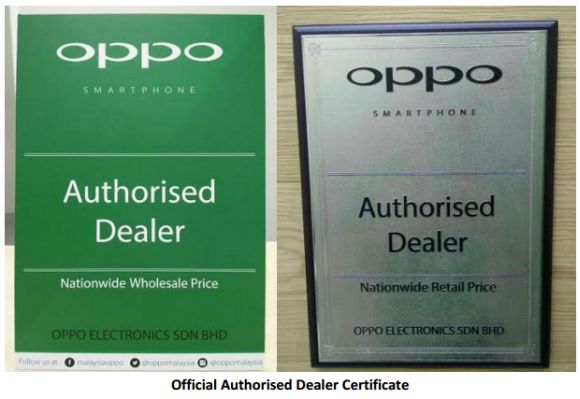 oppo
SMARTPHONE
Authorised
Dealer
Nationwide Wholesale Price
OPPO ELECTRONICS SDN BHD
Follow us at malaysiaoppo @oppomalaysia @oppomalaysia
oppo
SMARTPHONE
Authorised
Dealer
Nationwide Retail Price
OPPO ELECTRONICS SDN BHD
Official Authorised Dealer Certificate